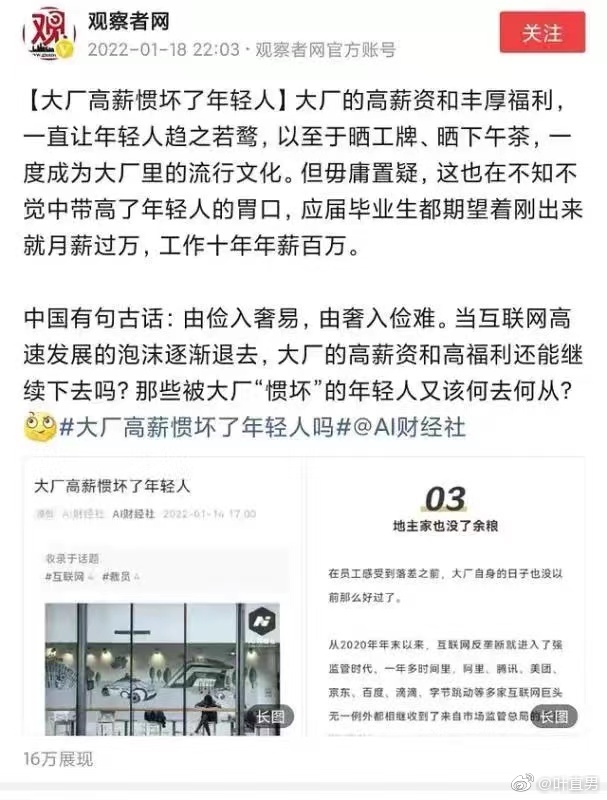 观察者网
2022-01-18 22:03·观察者网官方账号
关注
【大厂高薪惯坏了年轻人】大厂的高薪资和丰厚福利，
一直让年轻人趋之若鹜，以至于晒工牌、晒下午茶，一
度成为大厂里的流行文化。但毋庸置疑，这也在不知不
觉中带高了年轻人的胃口，应届毕业生都期望着刚出来
就月薪过万，工作十年年薪百万。
中国有句古话：由俭入奢易，由奢入俭难。当互联网高
速发展的泡沫逐渐退去，大厂的高薪资和高福利还能继
续下去吗？那些被大厂“惯坏”的年轻人又该何去何从？
#大厂高薪惯坏了年轻人吗#@AI财经社
大厂高薪惯坏了年轻人
原创 AI财经社 AI财经社 2022-01-14 17:00
收录于话题
#互联网 4 #裁员 4
长图
03
地主家也没了余粮
在员工感受到落差之前，大厂自身的日子也没以
前那么好过了。
从2020年年末以来，互联网反垄断就进入了强
监管时代、一年多时间里，阿里、腾讯、美团、
京东、百度、滴滴、字节跳动等多家互联网巨头
无一例外都相继收到了来自市场监管总局的
长图
16万展现
@叶直男